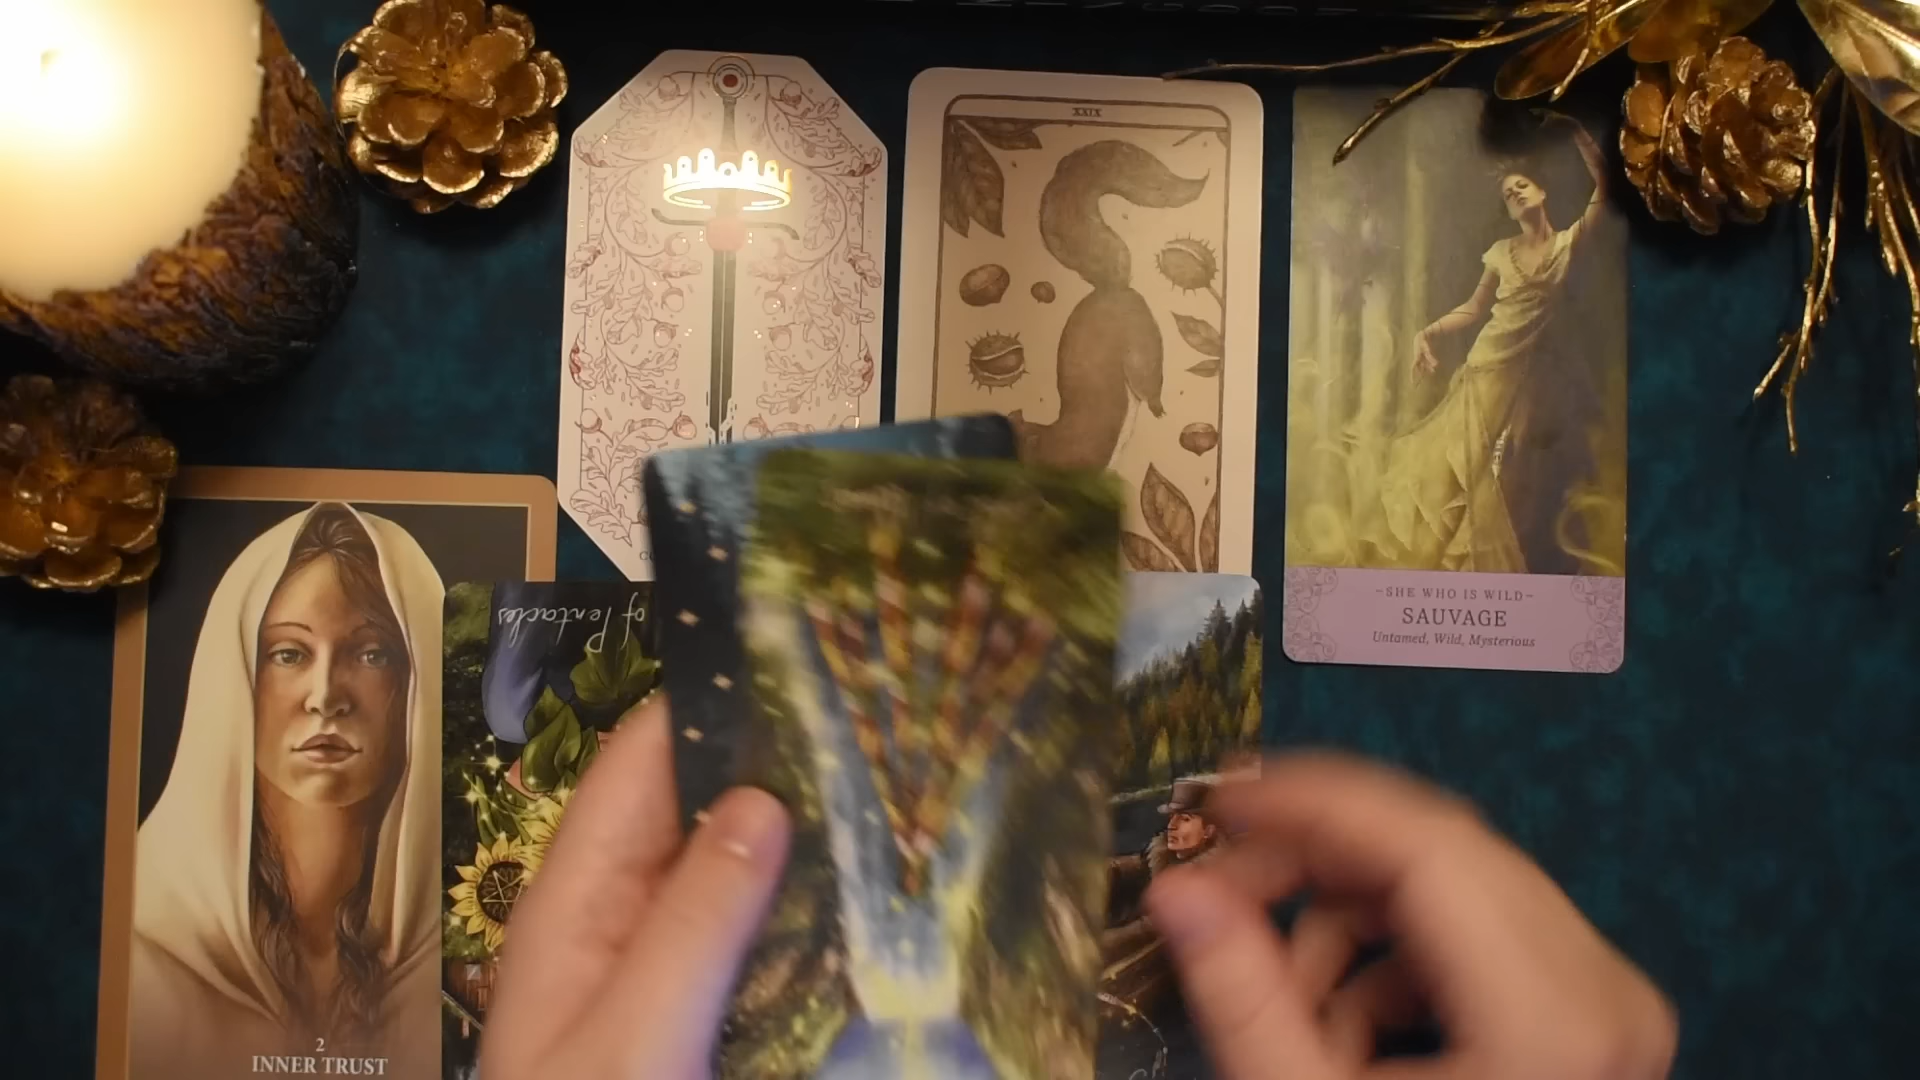 XXIX
of Pentacles
~SHE WHO IS WILD~
SAUVAGE
Untamed, Wild, Mysterious
2
INNER TRUST